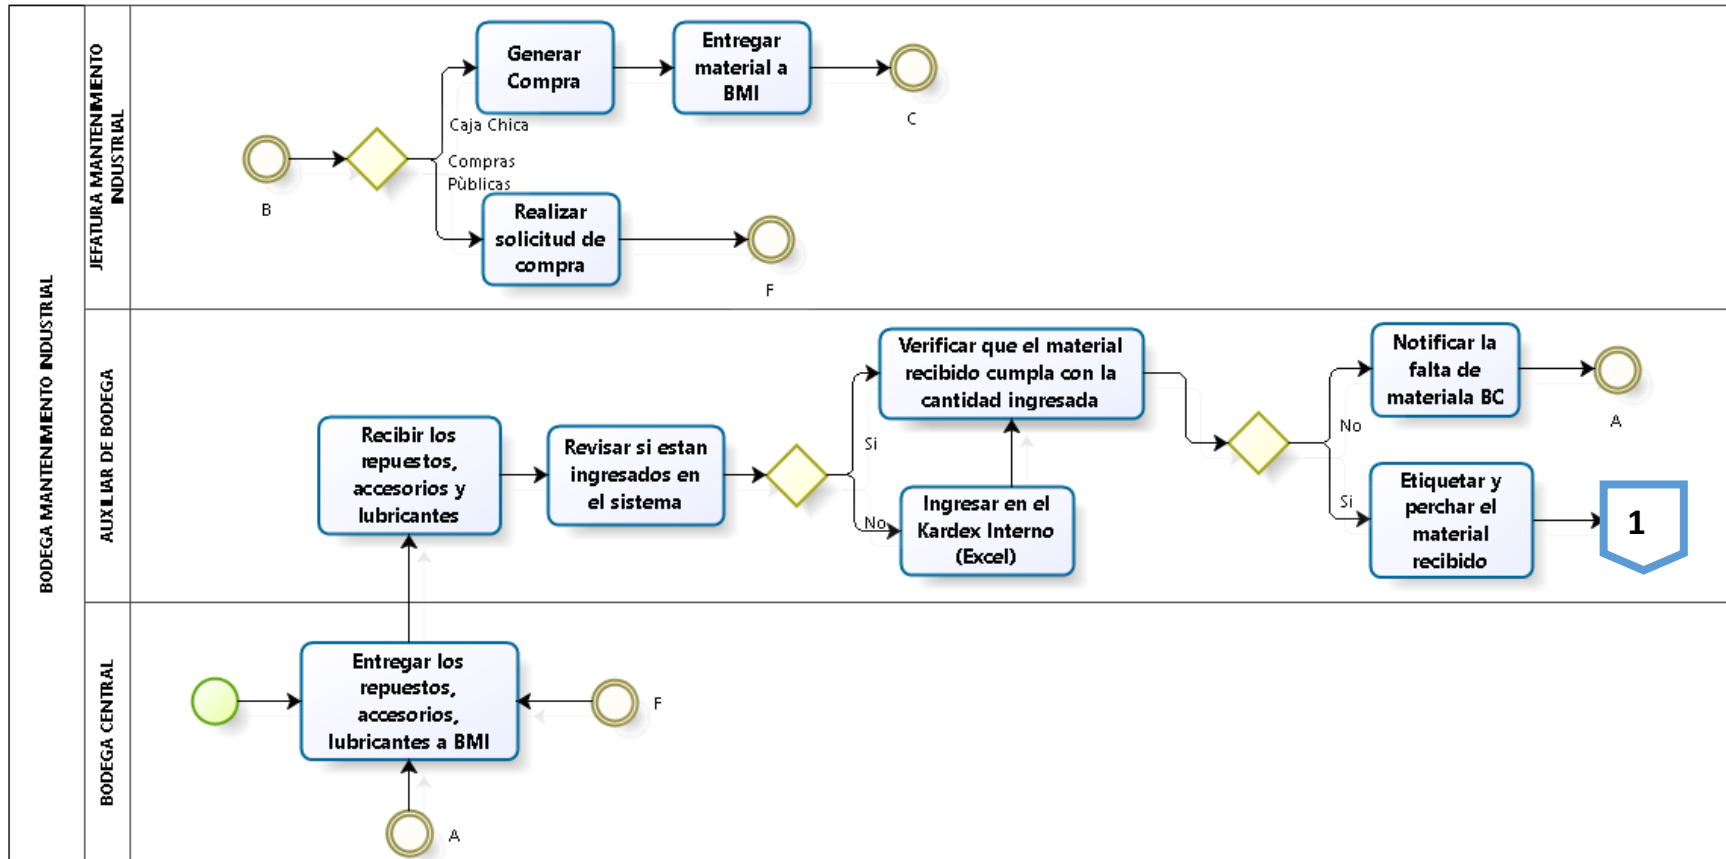 BODEGA MANTENIMIENTO INDUSTRIAL
JEFATURA MANTENIMIENTO
INDUSTRIAL
B
Caja Chica
Compras
Pùblicas
Generar
Compra
Entregar
material a
BMI
C
Realizar
solicitud de
compra
F
AUXILIAR DE BODEGA
Recibir los
repuestos,
accesorios y
lubricantes
Revisar si estan
ingresados en
el sistema
Si
No
Verificar que el material
recibido cumpla con la
cantidad ingresada
Ingresar en el
Kardex Interno
(Excel)
No
Si
Notificar la
falta de
materiala BC
A
Etiquetar y
perchar el
material
recibido
1
BODEGA CENTRAL
Entregar los
repuestos,
accesorios,
lubricantes a BMI
F
A